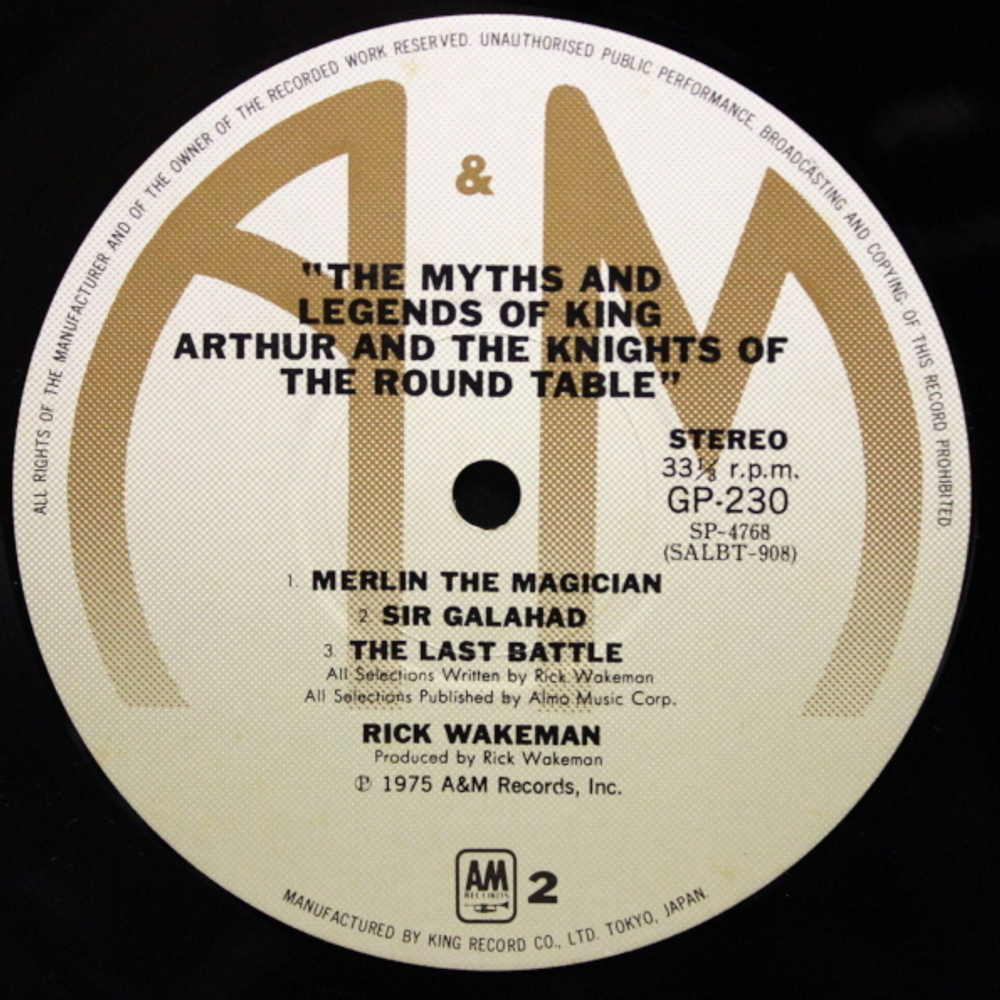 ALL RIGHTS OF THE MANUFACTURER AND OF THE OWNER OF THE RECORDED WORK RESERVED. UNAUTHORISED PUBLIC PERFORMANCE, BROADCASTING AND COPYING OF THIS RECORD PROHIBITED.
A & M
"THE MYTHS AND
LEGENDS OF KING
ARTHUR AND THE KNIGHTS OF
THE ROUND TABLE"
STEREO
33⅓ r.p.m.
GP-230
SP-4768
(SALBT-908)
1. MERLIN THE MAGICIAN
2. SIR GALAHAD
3. THE LAST BATTLE
All Selections Written by Rick Wakeman
All Selections Published by Almo Music Corp.
RICK WAKEMAN
Produced by Rick Wakeman
℗ 1975 A&M Records, Inc.
AM
RECORDS
2
MANUFACTURED BY KING RECORD CO., LTD. TOKYO, JAPAN.